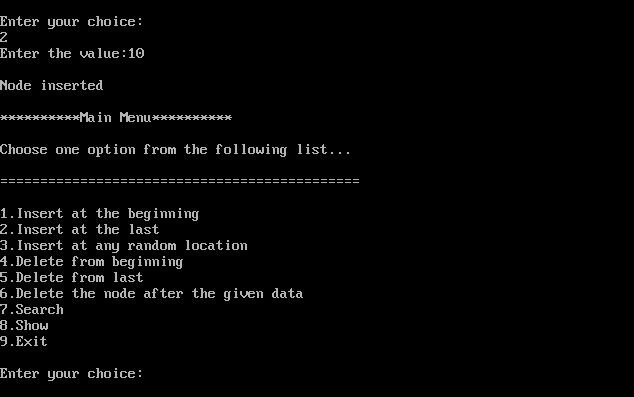 Enter your choice:
2
Enter the value:10
Node inserted
**********Main Menu**********
Choose one option from the following list...
=============================================
1.Insert at the beginning
2.Insert at the last
3.Insert at any random location
4.Delete from beginning
5.Delete from last
6.Delete the node after the given data
7.Search
8.Show
9.Exit
Enter your choice: